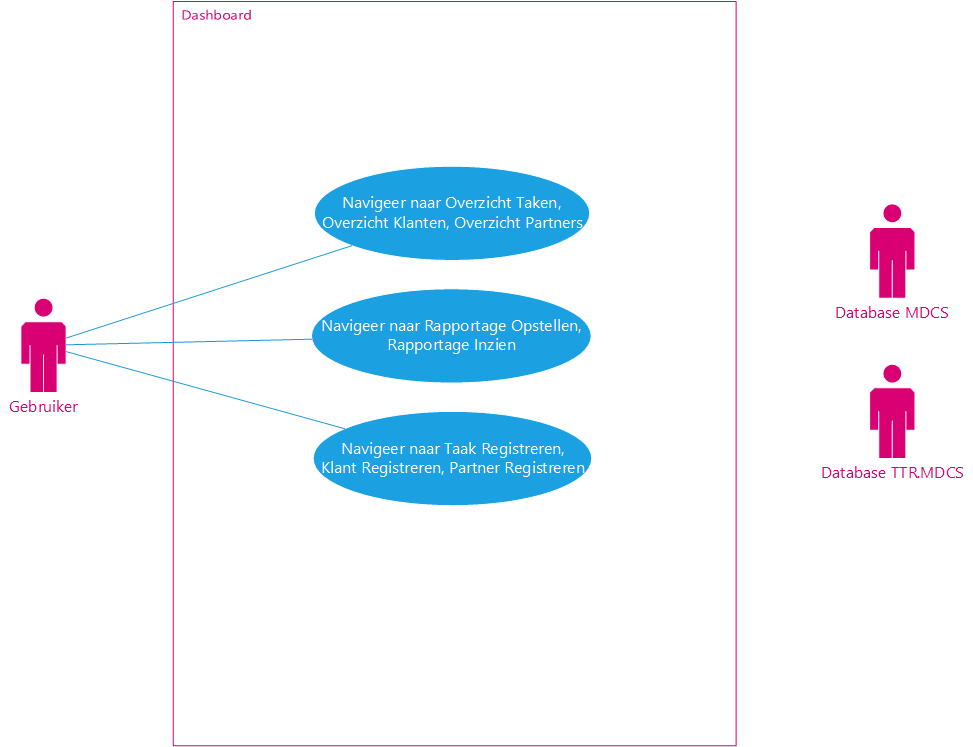 Dashboard
Navigeer naar Overzicht Taken,
Overzicht Klanten, Overzicht Partners
Navigeer naar Rapportage Opstellen,
Rapportage Inzien
Navigeer naar Taak Registreren,
Klant Registreren, Partner Registreren
Gebruiker
Database MDCS
Database TTR.MDCS